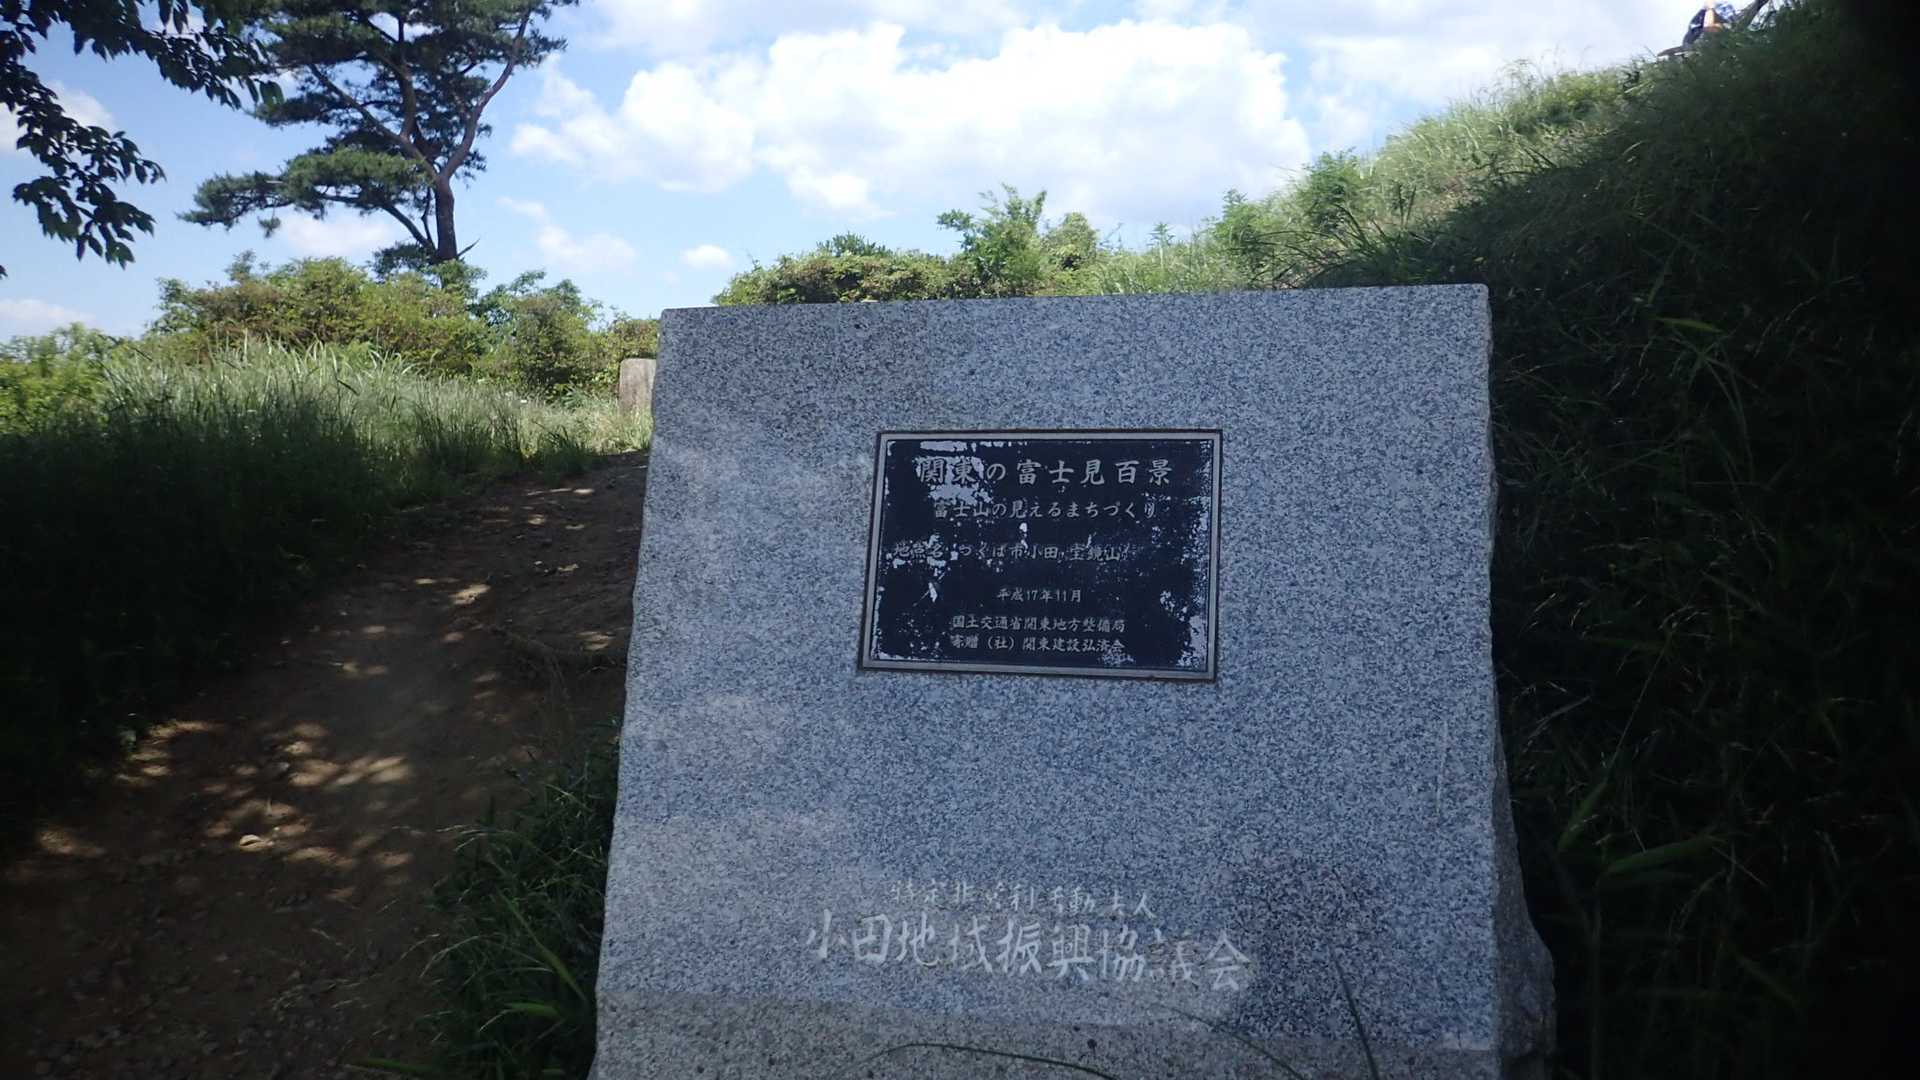 関東の富士見百景
富士山の見えるまちづくり
地点名 つくば市小田 宝鏡山
平成17年11月
国土交通省関東地方整備局
寄贈（社）関東建設弘済会
特定非営利活動法人
小田地域振興協議会